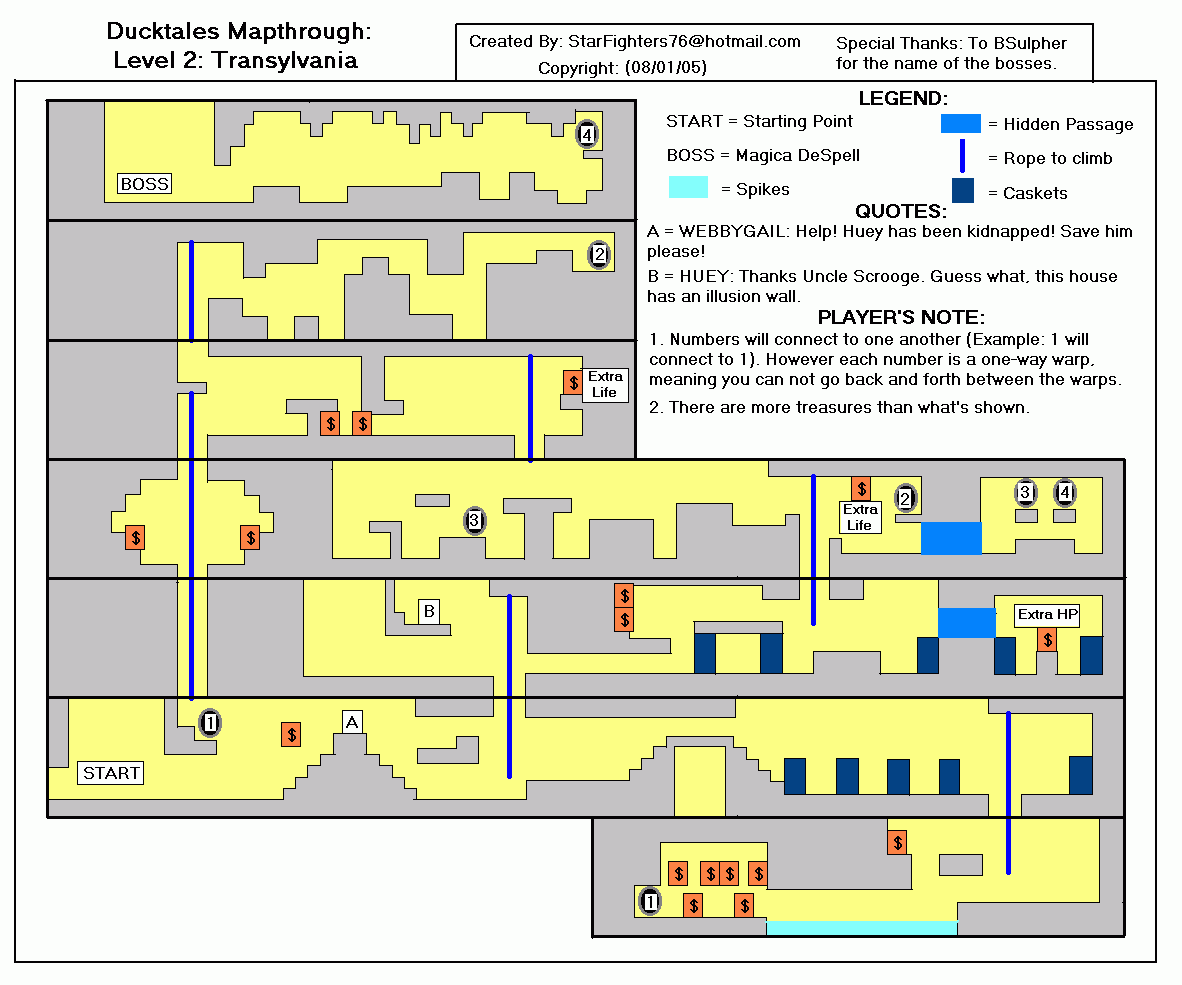 Ducktales Mapthrough:
Level 2: Transylvania
Created By: StarFighters76@hotmail.com
Copyright: (08/01/05)
Special Thanks: To BSulpher
for the name of the bosses.
LEGEND:
START = Starting Point
= Hidden Passage
BOSS = Magica DeSpell
= Rope to climb
= Spikes
= Caskets
QUOTES:
A = WEBBYGAIL: Help! Huey has been kidnapped! Save him
please!
B = HUEY: Thanks Uncle Scrooge. Guess what, this house
has an illusion wall.
PLAYER'S NOTE:
1. Numbers will connect to one another (Example: 1 will
connect to 1). However each number is a one-way warp,
meaning you can not go back and forth between the warps.
2. There are more treasures than what's shown.
4
BOSS
2
$
Extra
Life
$ $
3
$
Extra
Life
2
3
4
$
$
B
$
$
Extra HP
$
1
$
A
START
$
$ $ $ $
1
$ $